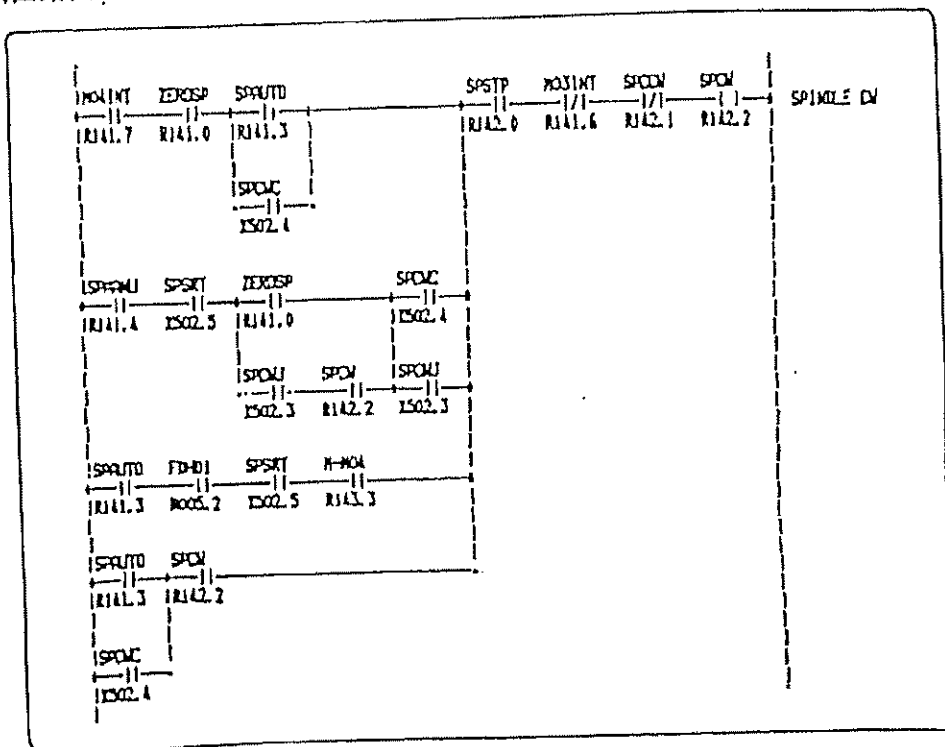 M04INT ZEROSP SPAUTO SPSTP M03INT SPCCW SPCW SPINDLE CW
R141.7 R141.0 R141.3 R142.0 R141.6 R142.1 R142.2
SPCWC
X502.4
SPSRT ZEROSP SPCWC
R141.4 X502.5 R141.0 X502.4
SPCWJ SPCW SPCWJ
X502.3 R142.2 X502.3
SPAUTO SPSRT M-M04
R141.3 X502.5 R143.3
SPAUTO SPCW
R141.3 R142.2
SPCWC
X502.4